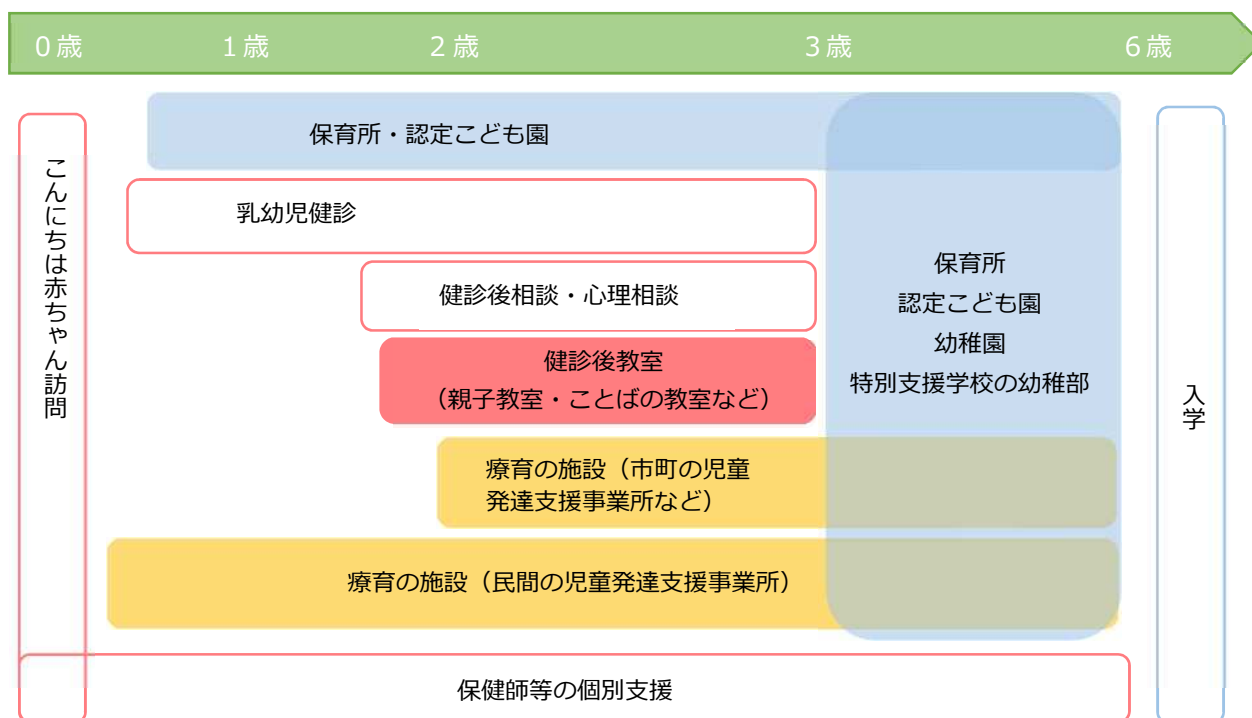 ０歳
１歳
２歳
３歳
６歳
こんにちは赤ちゃん訪問
保育所・認定こども園
乳幼児健診
健診後相談・心理相談
健診後教室
（親子教室・ことばの教室など）
療育の施設（市町の児童
発達支援事業所など）
療育の施設（民間の児童発達支援事業所）
保健師等の個別支援
保育所
認定こども園
幼稚園
特別支援学校の幼稚部
入学